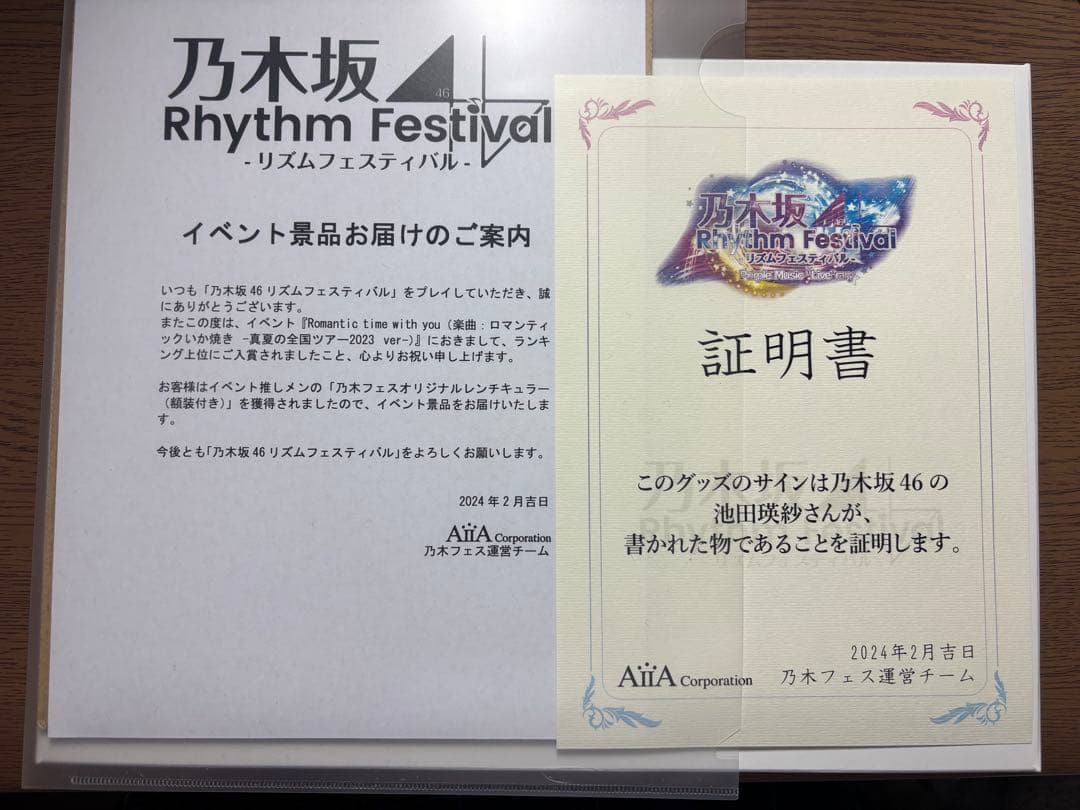 乃木坂46
Rhythm Festival
- リズムフェスティバル -
イベント景品お届けのご案内
いつも「乃木坂46リズムフェスティバル」をプレイしていただき、誠
にありがとうございます。
またこの度は、イベント『Romantic time with you（楽曲：ロマンティ
ックいか焼き -真夏の全国ツアー2023 ver-）』におきまして、ランキ
ング上位にご入賞されましたこと、心よりお祝い申し上げます。
お客様はイベント推しメンの「乃木フェスオリジナルレンチキュラー
（額装付き）」を獲得されましたので、イベント景品をお届けいたしま
す。
今後とも「乃木坂46リズムフェスティバル」をよろしくお願いします。
2024年2月吉日
AiiA Corporation
乃木フェス運営チーム
乃木坂46
Rhythm Festival
-リズムフェスティバル-
Purple Music Live Trip
証明書
このグッズのサインは乃木坂46の
池田瑛紗さんが、
書かれた物であることを証明します。
2024年2月吉日
AiiA Corporation 乃木フェス運営チーム